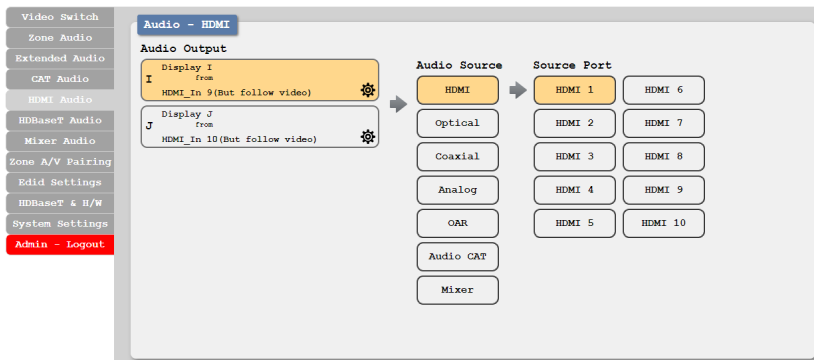 Video Switch
Zone Audio
Extended Audio
CAT Audio
HDMI Audio
HDBaseT Audio
Mixer Audio
Zone A/V Pairing
Edid Settings
HDBaseT & H/W
System Settings
Admin - Logout
Audio - HDMI
Audio Output
Display I
I
from
HDMI_In 9(But follow video)
Display J
J
from
HDMI_In 10(But follow video)
Audio Source
HDMI
Optical
Coaxial
Analog
OAR
Audio CAT
Mixer
Source Port
HDMI 1
HDMI 6
HDMI 2
HDMI 7
HDMI 3
HDMI 8
HDMI 4
HDMI 9
HDMI 5
HDMI 10